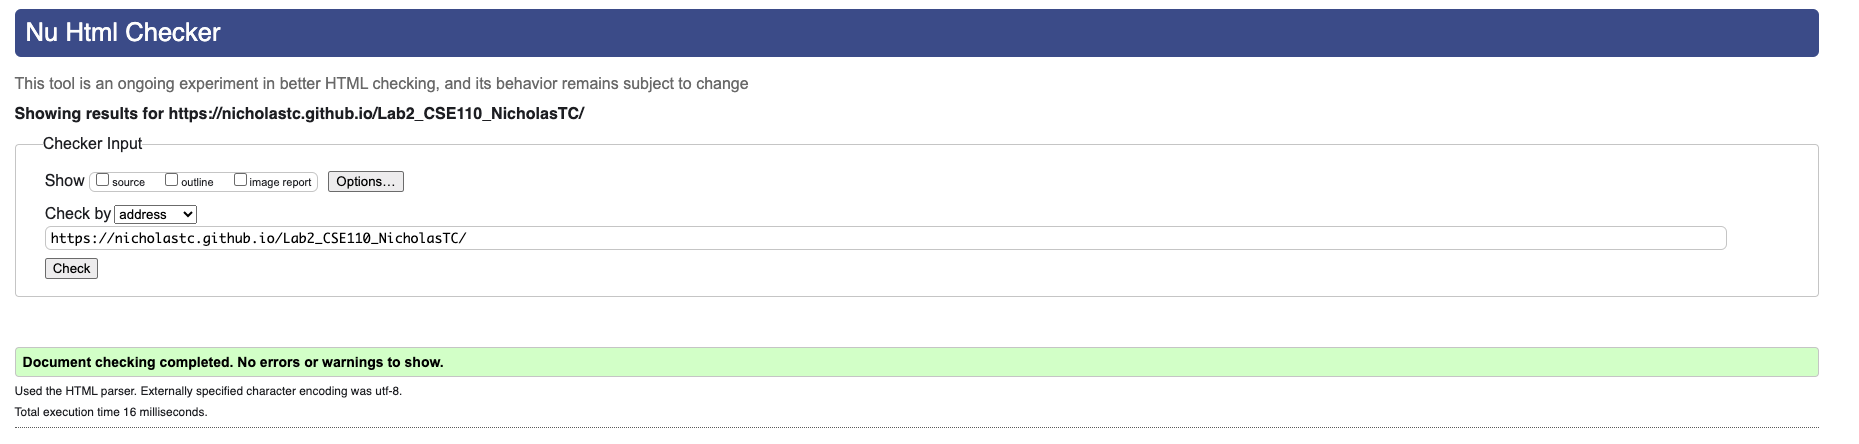 Nu Html Checker
This tool is an ongoing experiment in better HTML checking, and its behavior remains subject to change
Showing results for https://nicholastc.github.io/Lab2_CSE110_NicholasTC/
Checker Input
Show source outline image report Options...
Check by address
https://nicholastc.github.io/Lab2_CSE110_NicholasTC/
Check
Document checking completed. No errors or warnings to show.
Used the HTML parser. Externally specified character encoding was utf-8.
Total execution time 16 milliseconds.